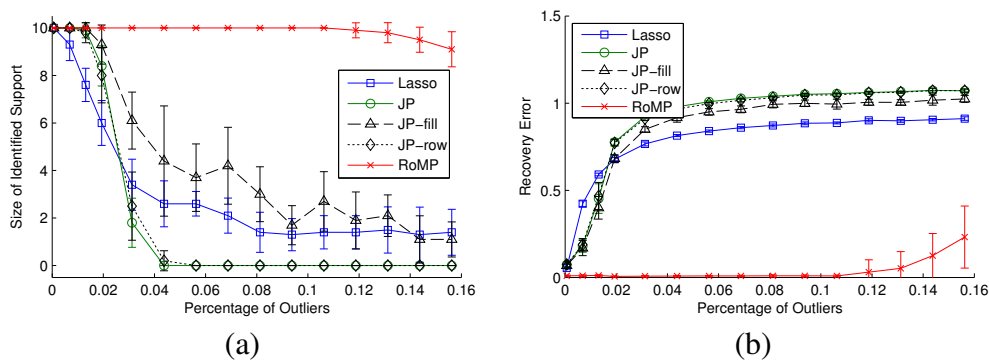 10
8
6
4
2
0
Size of Identified Support
0
0.02
0.04
0.06
0.08
0.1
0.12
0.14
0.16
Percentage of Outliers
Lasso
JP
JP-fill
JP-row
RoMP
(a)
1.5
1
0.5
0
Recovery Error
0
0.02
0.04
0.06
0.08
0.1
0.12
0.14
0.16
Percentage of Outliers
Lasso
JP
JP-fill
JP-row
RoMP
(b)